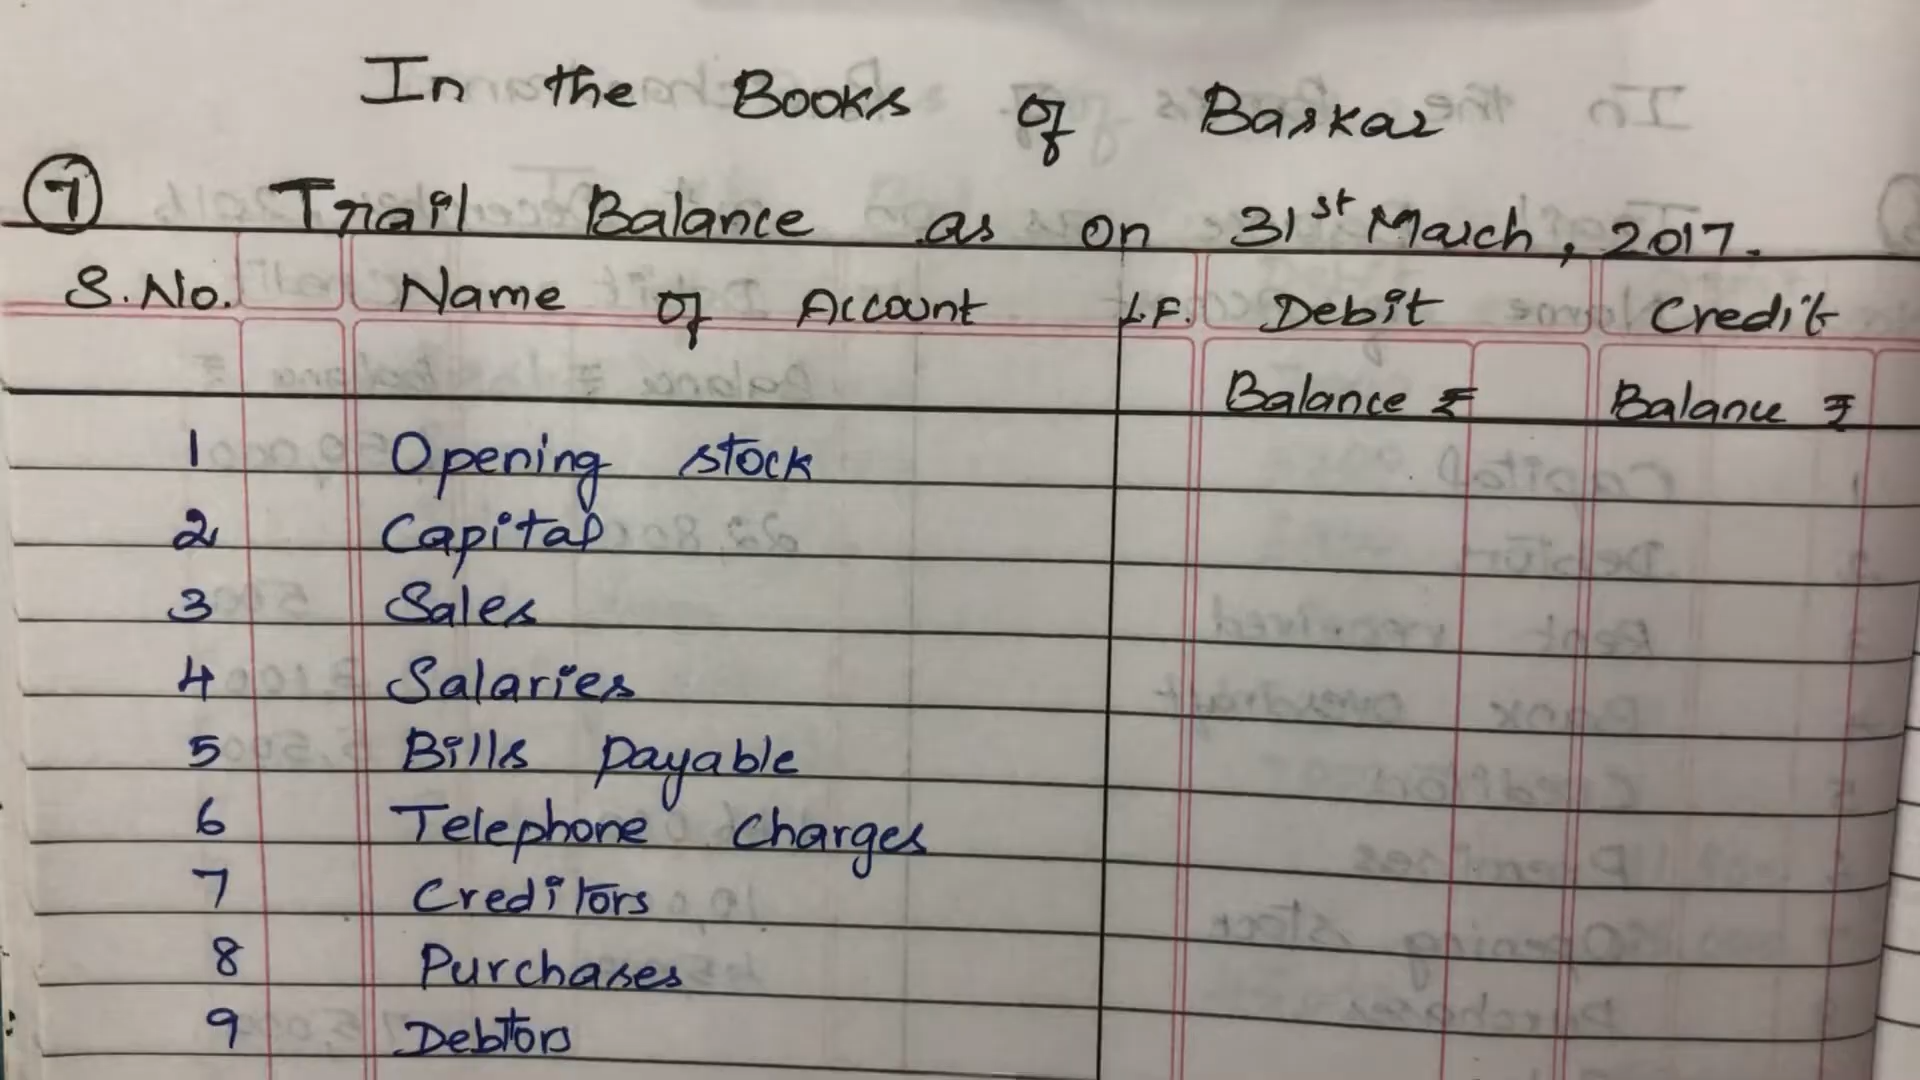 In the Books of Baskar
7 Trail Balance as on 31st March, 2017.
S.No. Name of Account L.F. Debit Credit
Balance ₹ Balance ₹
1 Opening stock
2 Capital
3 Sales
4 Salaries
5 Bills payable
6 Telephone charges
7 Creditors
8 Purchases
9 Debtors